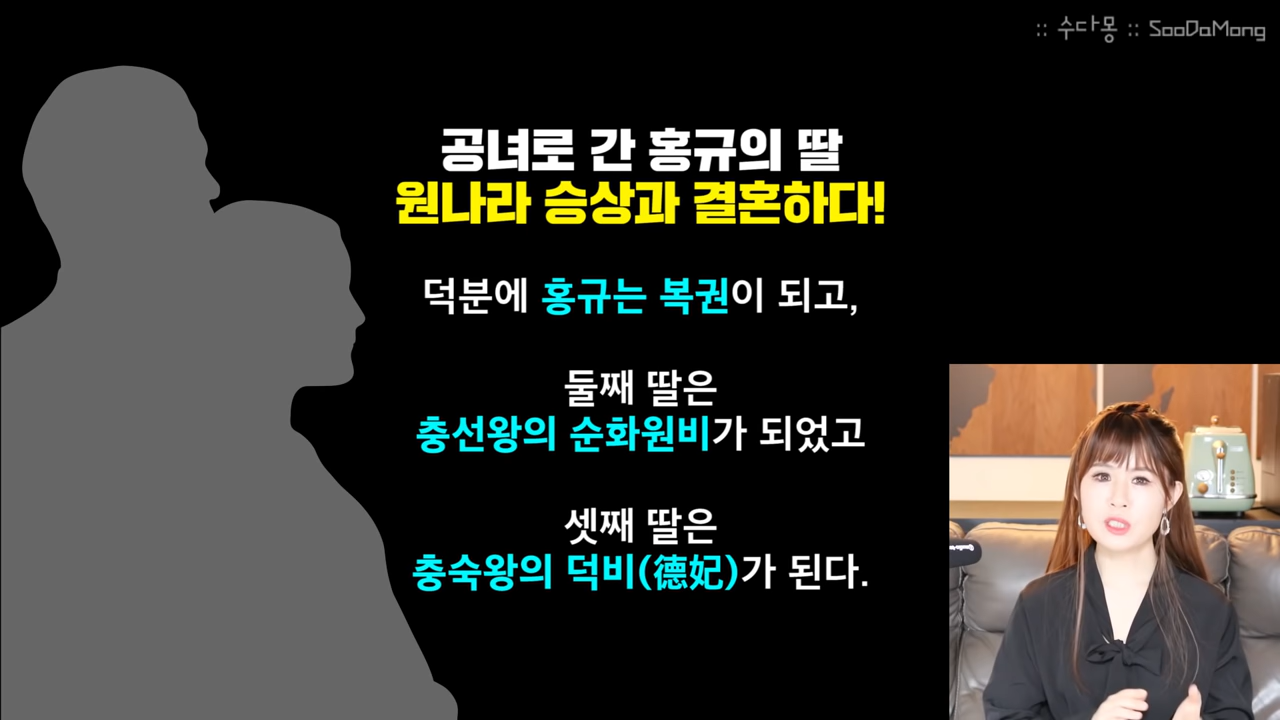 :: 수다몽 :: SooDaMong
공녀로 간 홍규의 딸
원나라 승상과 결혼하다!
덕분에 홍규는 복권이 되고,
둘째 딸은
충선왕의 순화원비가 되었고
셋째 딸은
충숙왕의 덕비(德妃)가 된다.